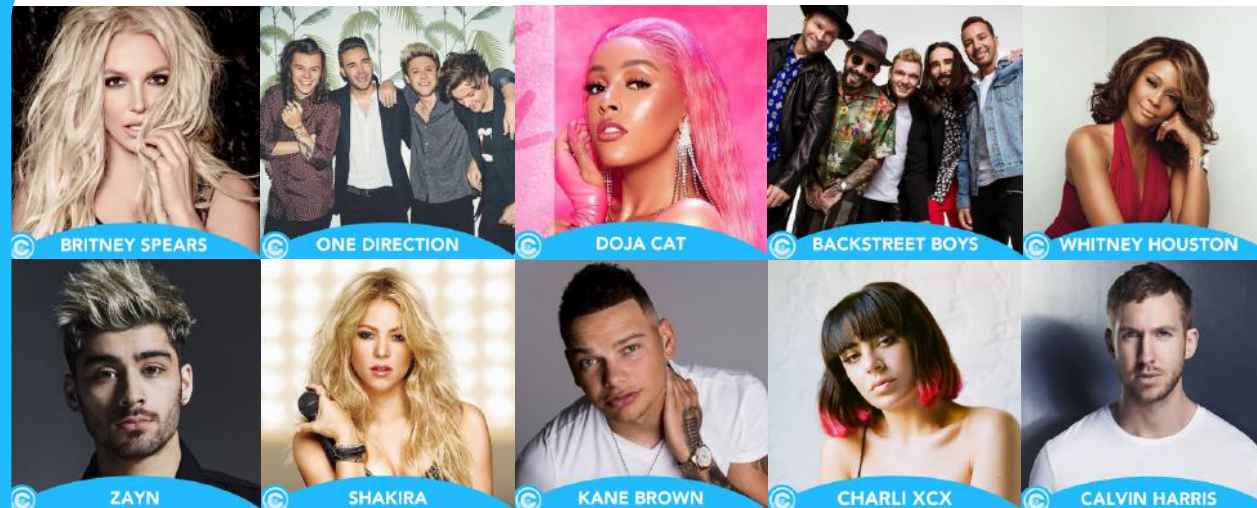 © BRITNEY SPEARS
© ONE DIRECTION
© DOJA CAT
© BACKSTREET BOYS
© WHITNEY HOUSTON
© ZAYN
© SHAKIRA
© KANE BROWN
© CHARLI XCX
© CALVIN HARRIS